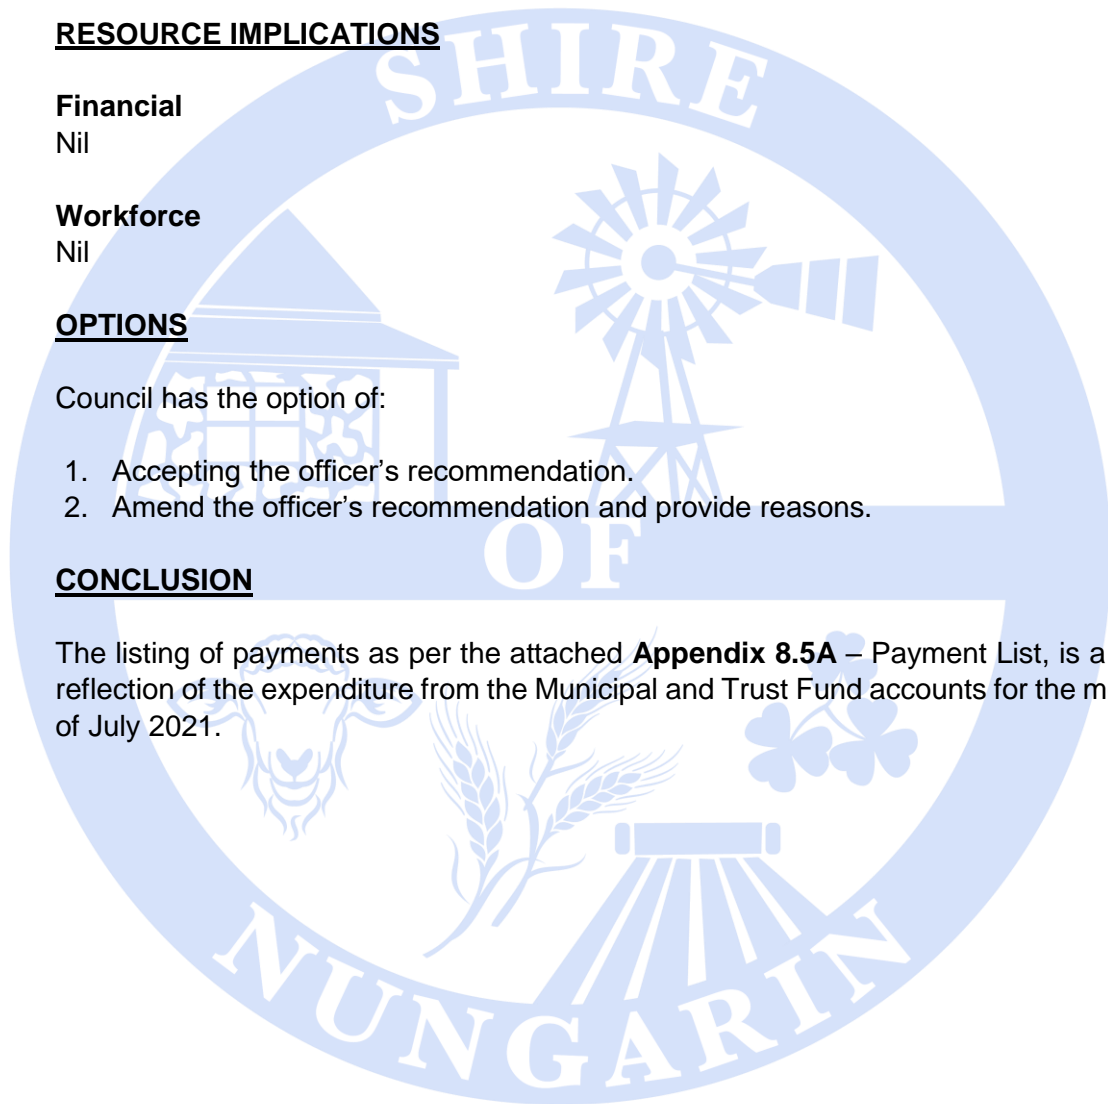 RESOURCE IMPLICATIONS
Financial
Nil
Workforce
Nil
OPTIONS
Council has the option of:
1. Accepting the officer's recommendation.
2. Amend the officer's recommendation and provide reasons.
CONCLUSION
The listing of payments as per the attached Appendix 8.5A – Payment List, is a
reflection of the expenditure from the Municipal and Trust Fund accounts for the m
of July 2021.
SHIRE
OF
NUNGARIN